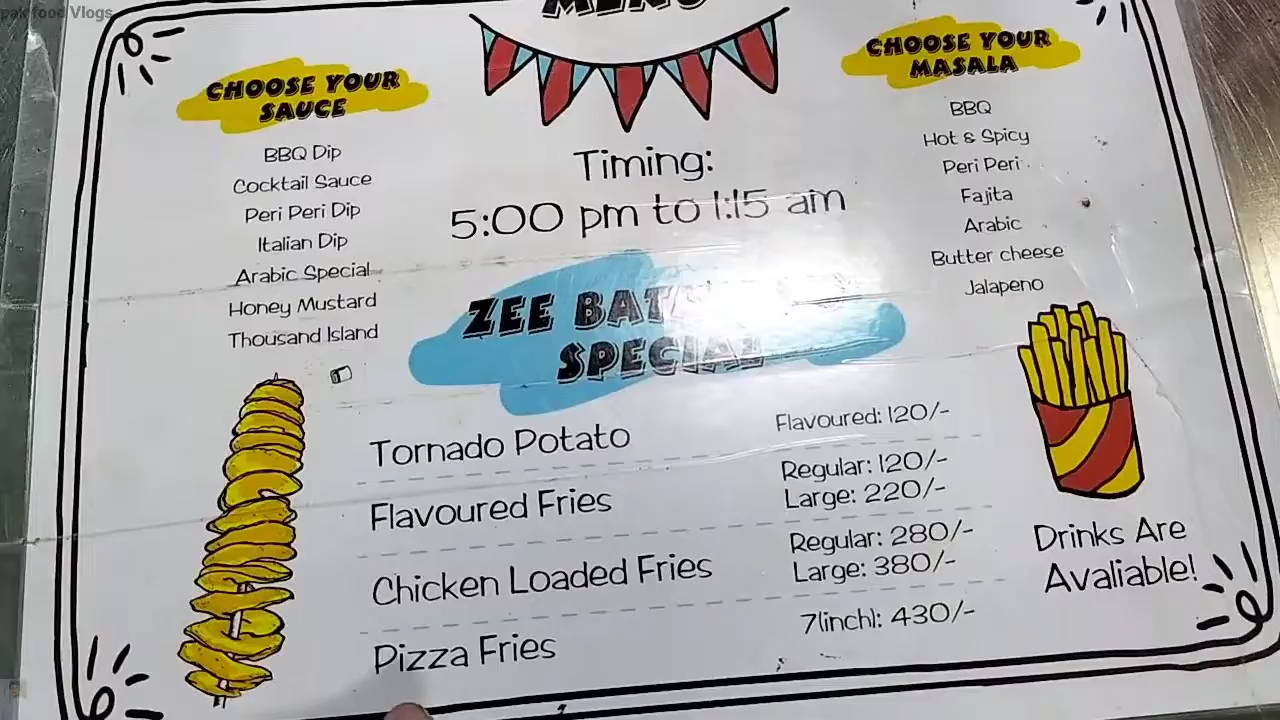 pak food Vlogs
MENU
CHOOSE YOUR
SAUCE
BBQ Dip
Cocktail Sauce
Peri Peri Dip
Italian Dip
Arabic Special
Honey Mustard
Thousand Island
Timing:
5:00 pm to 1:15 am
CHOOSE YOUR
MASALA
BBQ
Hot & Spicy
Peri Peri
Fajita
Arabic
Butter cheese
Jalapeno
ZEE
SPECIAL
Tornado Potato
Flavoured: 120/-
Flavoured Fries
Regular: 120/-
Large: 220/-
Chicken Loaded Fries
Regular: 280/-
Large: 380/-
Pizza Fries
7(inch): 430/-
Drinks Are
Avaliable!